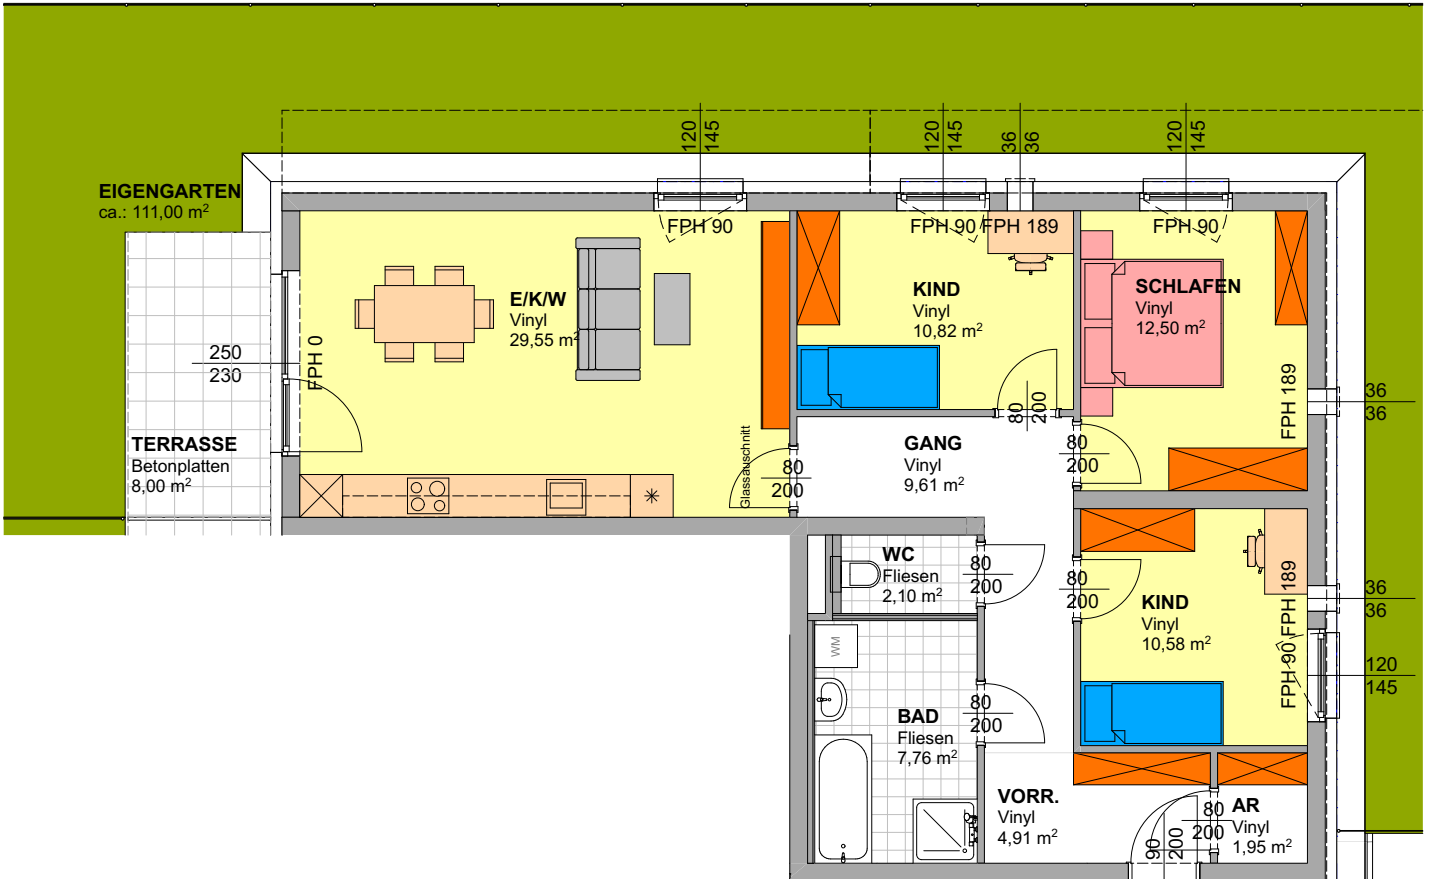 120
145
120
145
36
36
120
145
EIGENGARTEN
ca.: 111,00 m²
FPH 90
FPH 90
FPH 189
FPH 90
E/K/W
Vinyl
29,55 m²
KIND
Vinyl
10,82 m²
SCHLAFEN
Vinyl
12,50 m²
250
230
FPH 0
FPH 189
36
36
80
200
TERRASSE
Betonplatten
8,00 m²
Glassauschnitt
80
200
GANG
Vinyl
9,61 m²
80
200
WC
Fliesen
2,10 m²
80
200
80
200
KIND
Vinyl
10,58 m²
FPH 189
36
36
FPH 90
120
145
WM
BAD
Fliesen
7,76 m²
80
200
VORR.
Vinyl
4,91 m²
90
200
80
200
AR
Vinyl
1,95 m²